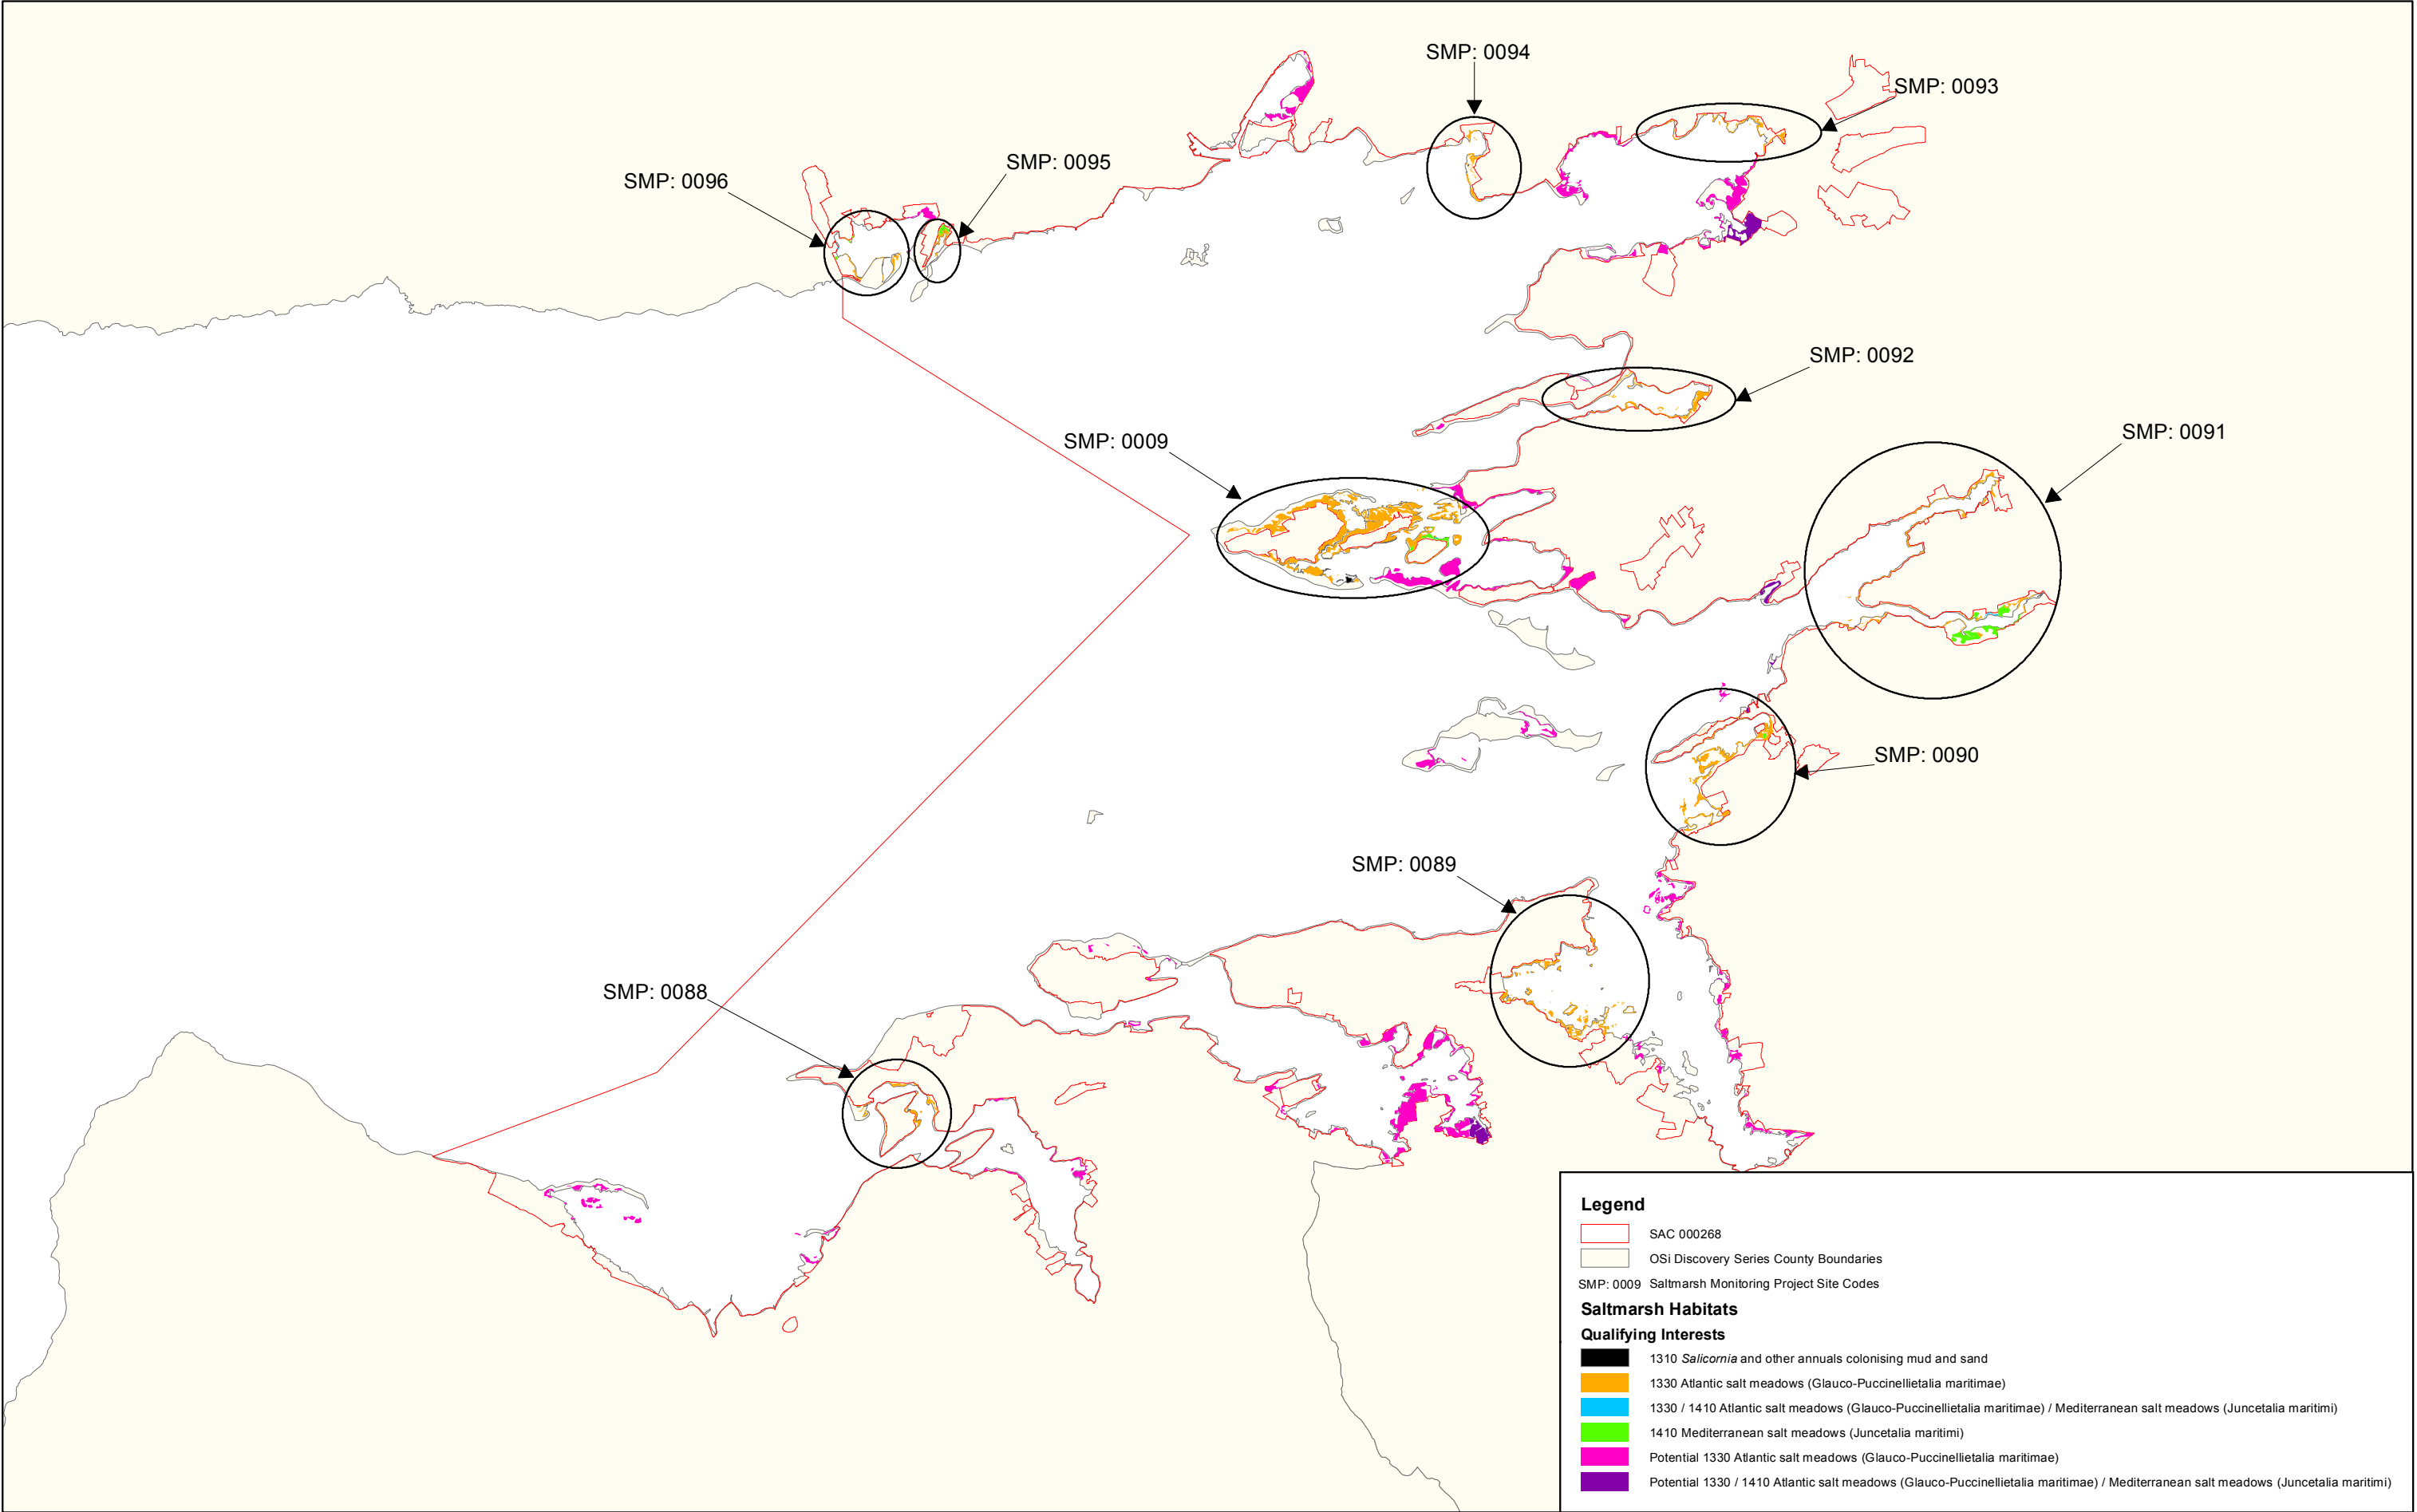 SMP: 0094
SMP: 0093
SMP: 0095
SMP: 0096
SMP: 0092
SMP: 0009
SMP: 0091
SMP: 0090
SMP: 0089
SMP: 0088
Legend
SAC 000268
OSi Discovery Series County Boundaries
SMP: 0009 Saltmarsh Monitoring Project Site Codes
Saltmarsh Habitats
Qualifying Interests
1310 Salicornia and other annuals colonising mud and sand
1330 Atlantic salt meadows (Glauco-Puccinellietalia maritimae)
1330 / 1410 Atlantic salt meadows (Glauco-Puccinellietalia maritimae) / Mediterranean salt meadows (Juncetalia maritimi)
1410 Mediterranean salt meadows (Juncetalia maritimi)
Potential 1330 Atlantic salt meadows (Glauco-Puccinellietalia maritimae)
Potential 1330 / 1410 Atlantic salt meadows (Glauco-Puccinellietalia maritimae) / Mediterranean salt meadows (Juncetalia maritimi)